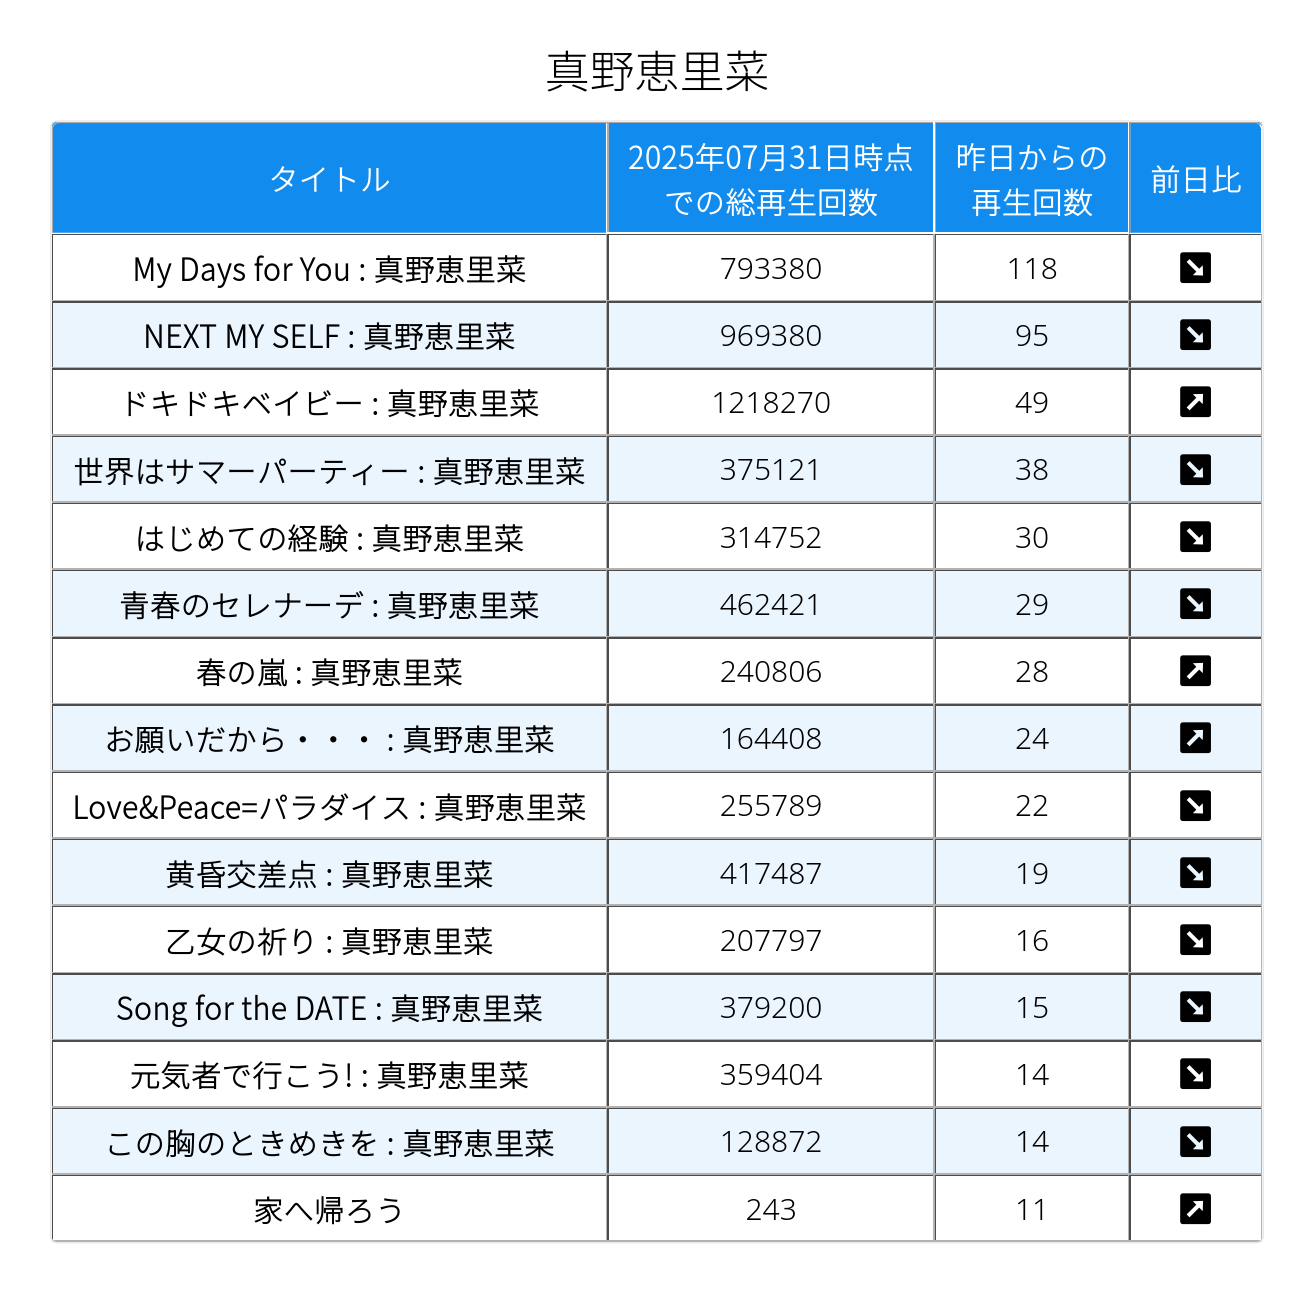 真野恵里菜
タイトル 2025年07月31日時点での総再生回数 昨日からの再生回数 前日比
My Days for You : 真野恵里菜 793380 118 ↘
NEXT MY SELF : 真野恵里菜 969380 95 ↘
ドキドキベイビー : 真野恵里菜 1218270 49 ↗
世界はサマーパーティー : 真野恵里菜 375121 38 ↘
はじめての経験 : 真野恵里菜 314752 30 ↘
青春のセレナーデ : 真野恵里菜 462421 29 ↘
春の嵐 : 真野恵里菜 240806 28 ↗
お願いだから・・・ : 真野恵里菜 164408 24 ↗
Love&Peace=パラダイス : 真野恵里菜 255789 22 ↘
黄昏交差点 : 真野恵里菜 417487 19 ↘
乙女の祈り : 真野恵里菜 207797 16 ↘
Song for the DATE : 真野恵里菜 379200 15 ↘
元気者で行こう! : 真野恵里菜 359404 14 ↘
この胸のときめきを : 真野恵里菜 128872 14 ↘
家へ帰ろう 243 11 ↗